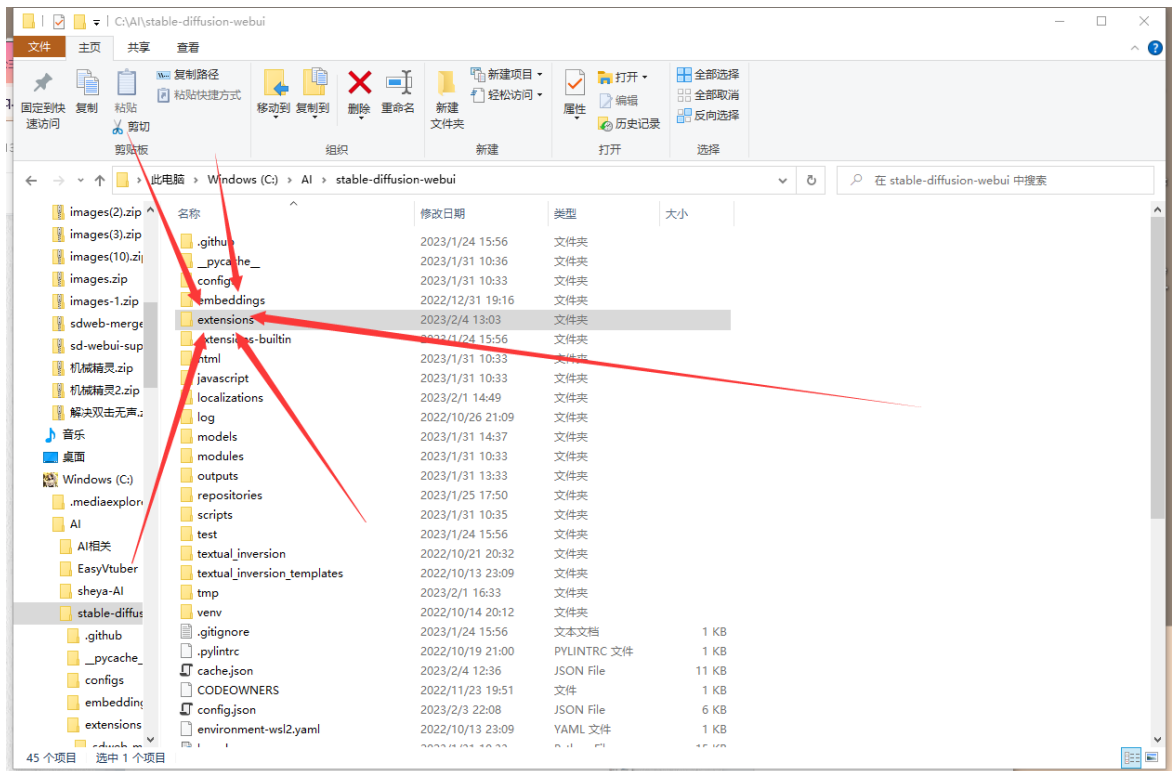 C:\AI\stable-diffusion-webui
文件 主页 共享 查看
固定到快速访问 复制 粘贴 复制路径 粘贴快捷方式 剪切 移动到 复制到 删除 重命名 新建文件夹 新建项目 轻松访问 属性 打开 编辑 历史记录 全部选择 全部取消 反向选择
剪贴板 组织 新建 打开 选择
此电脑 › Windows (C:) › AI › stable-diffusion-webui 在 stable-diffusion-webui 中搜索
名称 修改日期 类型 大小
images(2).zip
images(3).zip
images(10).zi
images.zip
images-1.zip
sdweb-merge
sd-webui-sup
机械精灵.zip
机械精灵2.zip
解决双击无声.z
音乐
桌面
Windows (C:)
.mediaexplor
AI
AI相关
EasyVtuber
sheya-AI
stable-diffus
.github
__pycache_
configs
embedding
extensions
.github 2023/1/24 15:56 文件夹
__pycache__ 2023/1/31 10:36 文件夹
configs 2023/1/31 10:33 文件夹
embeddings 2022/12/31 19:16 文件夹
extensions 2023/2/4 13:03 文件夹
extensions-builtin 2023/1/24 15:56 文件夹
html 2023/1/31 10:33 文件夹
javascript 2023/1/31 10:33 文件夹
localizations 2023/2/1 14:49 文件夹
log 2022/10/26 21:09 文件夹
models 2023/1/31 14:37 文件夹
modules 2023/1/31 10:33 文件夹
outputs 2023/1/31 13:33 文件夹
repositories 2023/1/25 17:50 文件夹
scripts 2023/1/31 10:35 文件夹
test 2023/1/24 15:56 文件夹
textual_inversion 2022/10/21 20:32 文件夹
textual_inversion_templates 2022/10/13 23:09 文件夹
tmp 2023/2/1 16:33 文件夹
venv 2022/10/14 20:12 文件夹
.gitignore 2023/1/24 15:56 文本文档 1 KB
.pylintrc 2022/10/19 21:00 PYLINTRC 文件 1 KB
cache.json 2023/2/4 12:36 JSON File 11 KB
CODEOWNERS 2022/11/23 19:51 文件 1 KB
config.json 2023/2/3 22:08 JSON File 6 KB
environment-wsl2.yaml 2022/10/13 23:09 YAML 文件 1 KB
45 个项目 选中 1 个项目